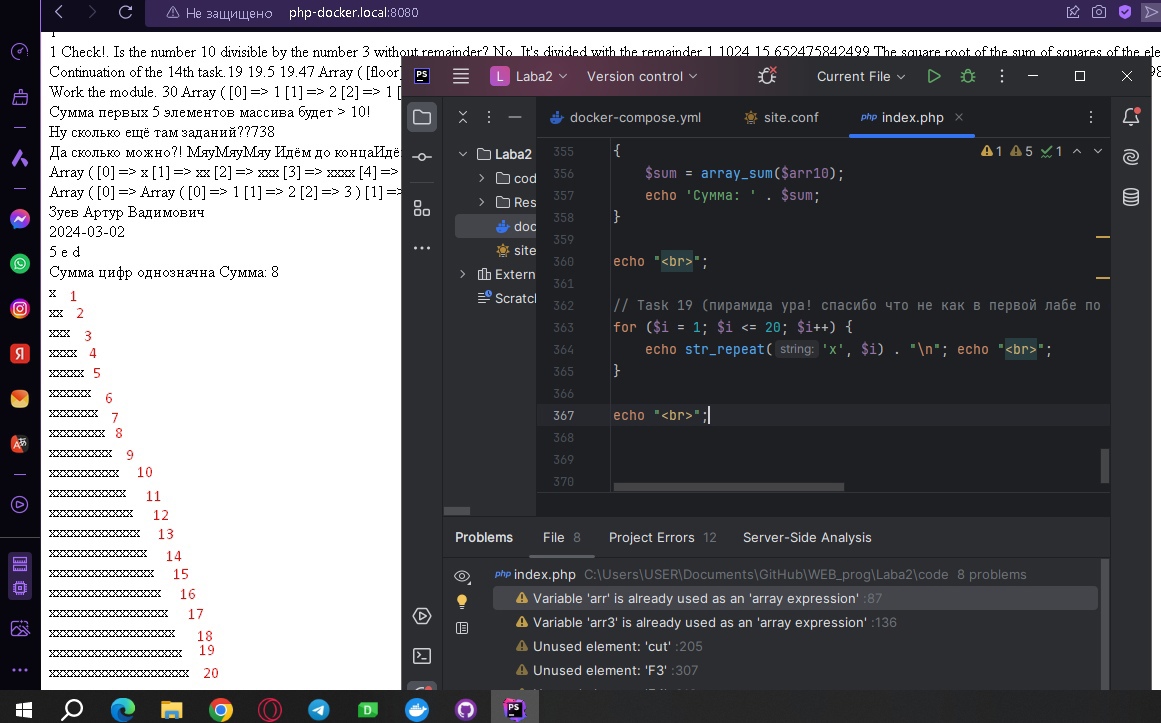 Не защищено php-docker.local:8080
1 Check!. Is the number 10 divisible by the number 3 without remainder? No. It's divided with the remainder 1 1024 15.652475842499 The square root of the sum of squares of the ele
Continuation of the 14th task.19 19.5 19.47 Array ( [floor]
Work the module. 30 Array ( [0] => 1 [1] => 2 [2] => 1 [
Сумма первых 5 элементов массива будет > 10!
Ну сколько ещё там заданий??738
Да сколько можно?! МяуМяуМяу Идём до концаИдё
Array ( [0] => x [1] => xx [2] => xxx [3] => xxxx [4] =>
Array ( [0] => Array ( [0] => 1 [1] => 2 [2] => 3 ) [1] =>
Зуев Артур Вадимович
2024-03-02
5 e d
Сумма цифр однозначна Сумма: 8
x 1
xx 2
xxx 3
xxxx 4
xxxxx 5
xxxxxx 6
xxxxxxx 7
xxxxxxxx 8
xxxxxxxxx 9
xxxxxxxxxx 10
xxxxxxxxxxx 11
xxxxxxxxxxxx 12
xxxxxxxxxxxxx 13
xxxxxxxxxxxxxx 14
xxxxxxxxxxxxxxx 15
xxxxxxxxxxxxxxxx 16
xxxxxxxxxxxxxxxxx 17
xxxxxxxxxxxxxxxxxx 18
xxxxxxxxxxxxxxxxxxx 19
xxxxxxxxxxxxxxxxxxxx 20
PS L Laba2 Version control Current File
Laba2
cod
Res
doc
site
Extern
Scratch
docker-compose.yml site.conf php index.php
1 5 1
355 {
356 $sum = array_sum($arr10);
357 echo 'Сумма: ' . $sum;
358 }
359
360 echo "<br>";
361
362 // Task 19 (пирамида ура! спасибо что не как в первой лабе по
363 for ($i = 1; $i <= 20; $i++) {
364 echo str_repeat( string: 'x', $i) . "\n"; echo "<br>";
365 }
366
367 echo "<br>";
368
369
370
Problems File 8 Project Errors 12 Server-Side Analysis
php index.php C:\Users\USER\Documents\GitHub\WEB_prog\Laba2\code 8 problems
Variable 'arr' is already used as an 'array expression' :87
Variable 'arr3' is already used as an 'array expression' :136
Unused element: 'cut' :205
Unused element: 'F3' :307